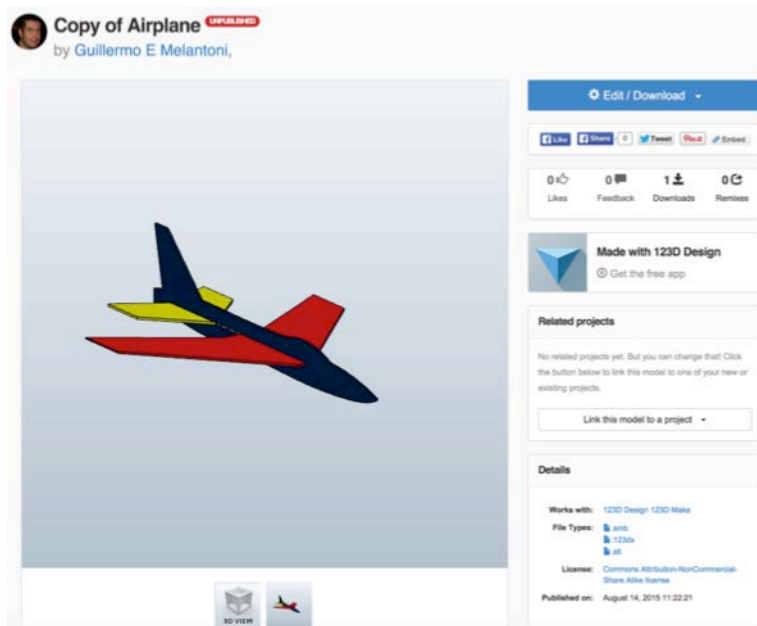 Copy of Airplane UNPUBLISHED
by Guillermo E Melantoni,
Edit / Download
Like
Share
0
Tweet
Pin it
Embed
0
Likes
0
Feedback
1
Downloads
0
Remixes
Made with 123D Design
Get the free app
Related projects
No related projects yet. But you can change that! Click
the button below to link this model to one of your new or
existing projects.
Link this model to a project
Details
Works with: 123D Design 123D Make
File Types: smb
123dx
stl
License: Commons Attribution-NonCommercial-
Share Alike license
Published on: August 14, 2015 11:22:21
3D VIEW